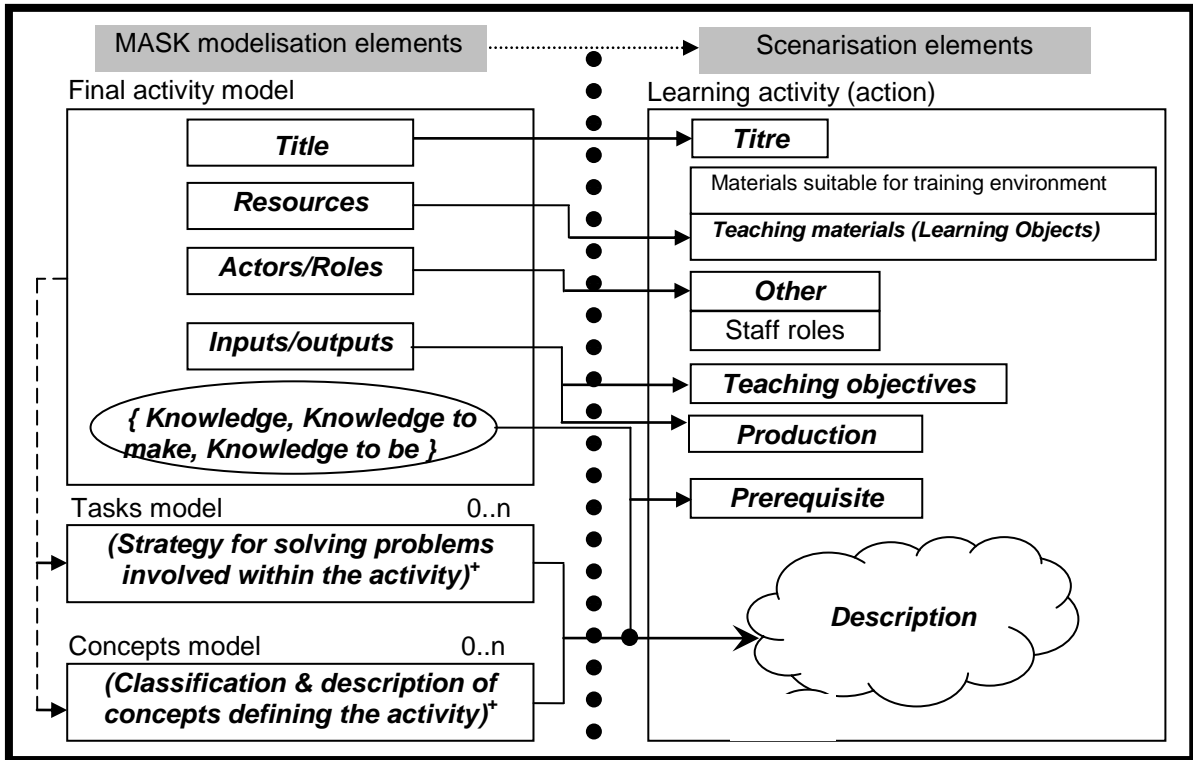 MASK modelisation elements
Scenarisation elements
Final activity model
Title
Resources
Actors/Roles
Inputs/outputs
{ Knowledge, Knowledge to
make, Knowledge to be }
Tasks model 0..n
(Strategy for solving problems
involved within the activity)+
Concepts model 0..n
(Classification & description of
concepts defining the activity)+
Learning activity (action)
Titre
Materials suitable for training environment
Teaching materials (Learning Objects)
Other
Staff roles
Teaching objectives
Production
Prerequisite
Description